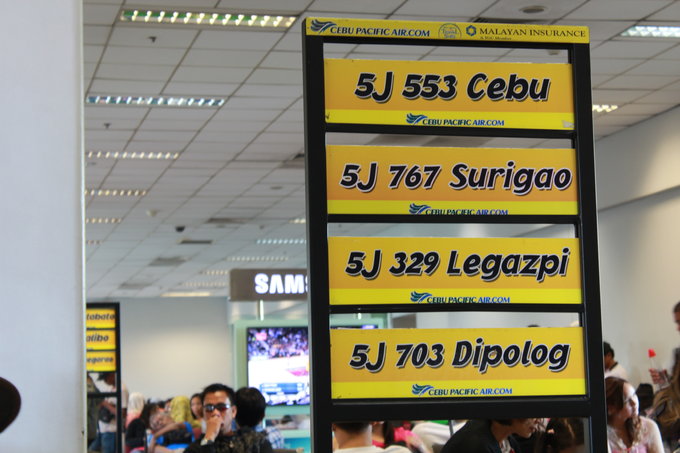 CEBU PACIFIC AIR.COM
MALAYAN INSURANCE
5J 553 Cebu
CEBU PACIFIC AIR.COM
5J 767 Surigao
CEBU PACIFIC AIR.COM
5J 329 Legazpi
CEBU PACIFIC AIR.COM
5J 703 Dipolog
CEBU PACIFIC AIR.COM
SAMS